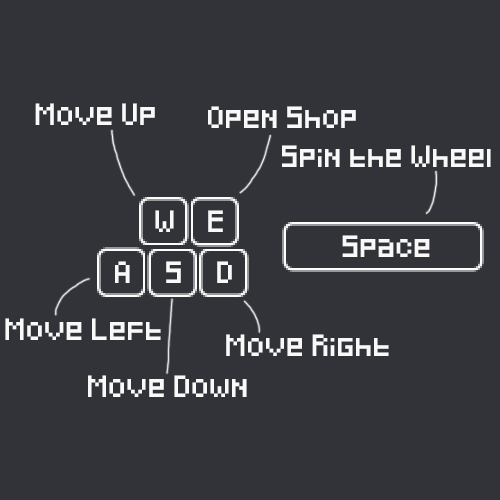 Move Up
Open Shop
Spin the Wheel
W
E
Space
A
S
D
Move Left
Move Right
Move Down